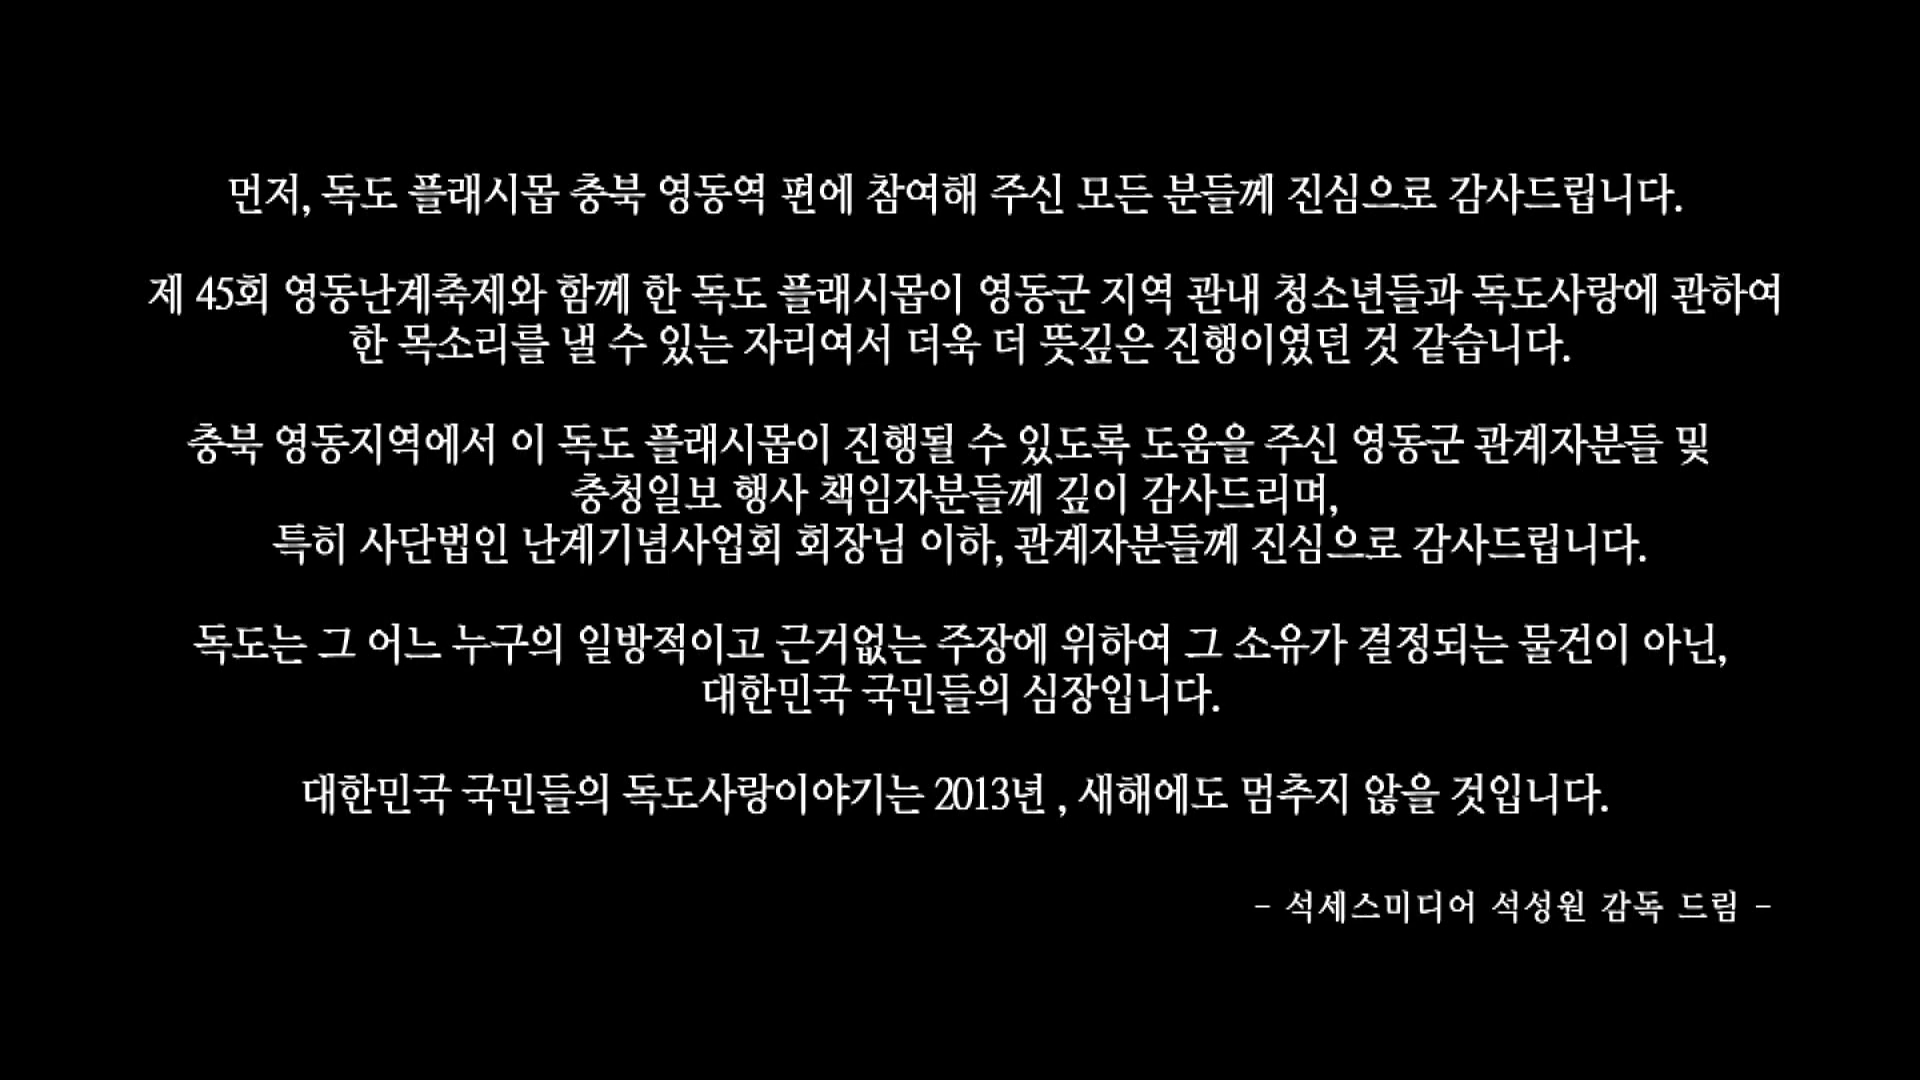 먼저, 독도 플래시몹 충북 영동역 편에 참여해 주신 모든 분들께 진심으로 감사드립니다.
제 45회 영동난계축제와 함께 한 독도 플래시몹이 영동군 지역 관내 청소년들과 독도사랑에 관하여
한 목소리를 낼 수 있는 자리여서 더욱 더 뜻깊은 진행이였던 것 같습니다.
충북 영동지역에서 이 독도 플래시몹이 진행될 수 있도록 도움을 주신 영동군 관계자분들 및
충청일보 행사 책임자분들께 깊이 감사드리며,
특히 사단법인 난계기념사업회 회장님 이하, 관계자분들께 진심으로 감사드립니다.
독도는 그 어느 누구의 일방적이고 근거없는 주장에 위하여 그 소유가 결정되는 물건이 아닌,
대한민국 국민들의 심장입니다.
대한민국 국민들의 독도사랑이야기는 2013년 , 새해에도 멈추지 않을 것입니다.
- 석세스미디어 석성원 감독 드림 -